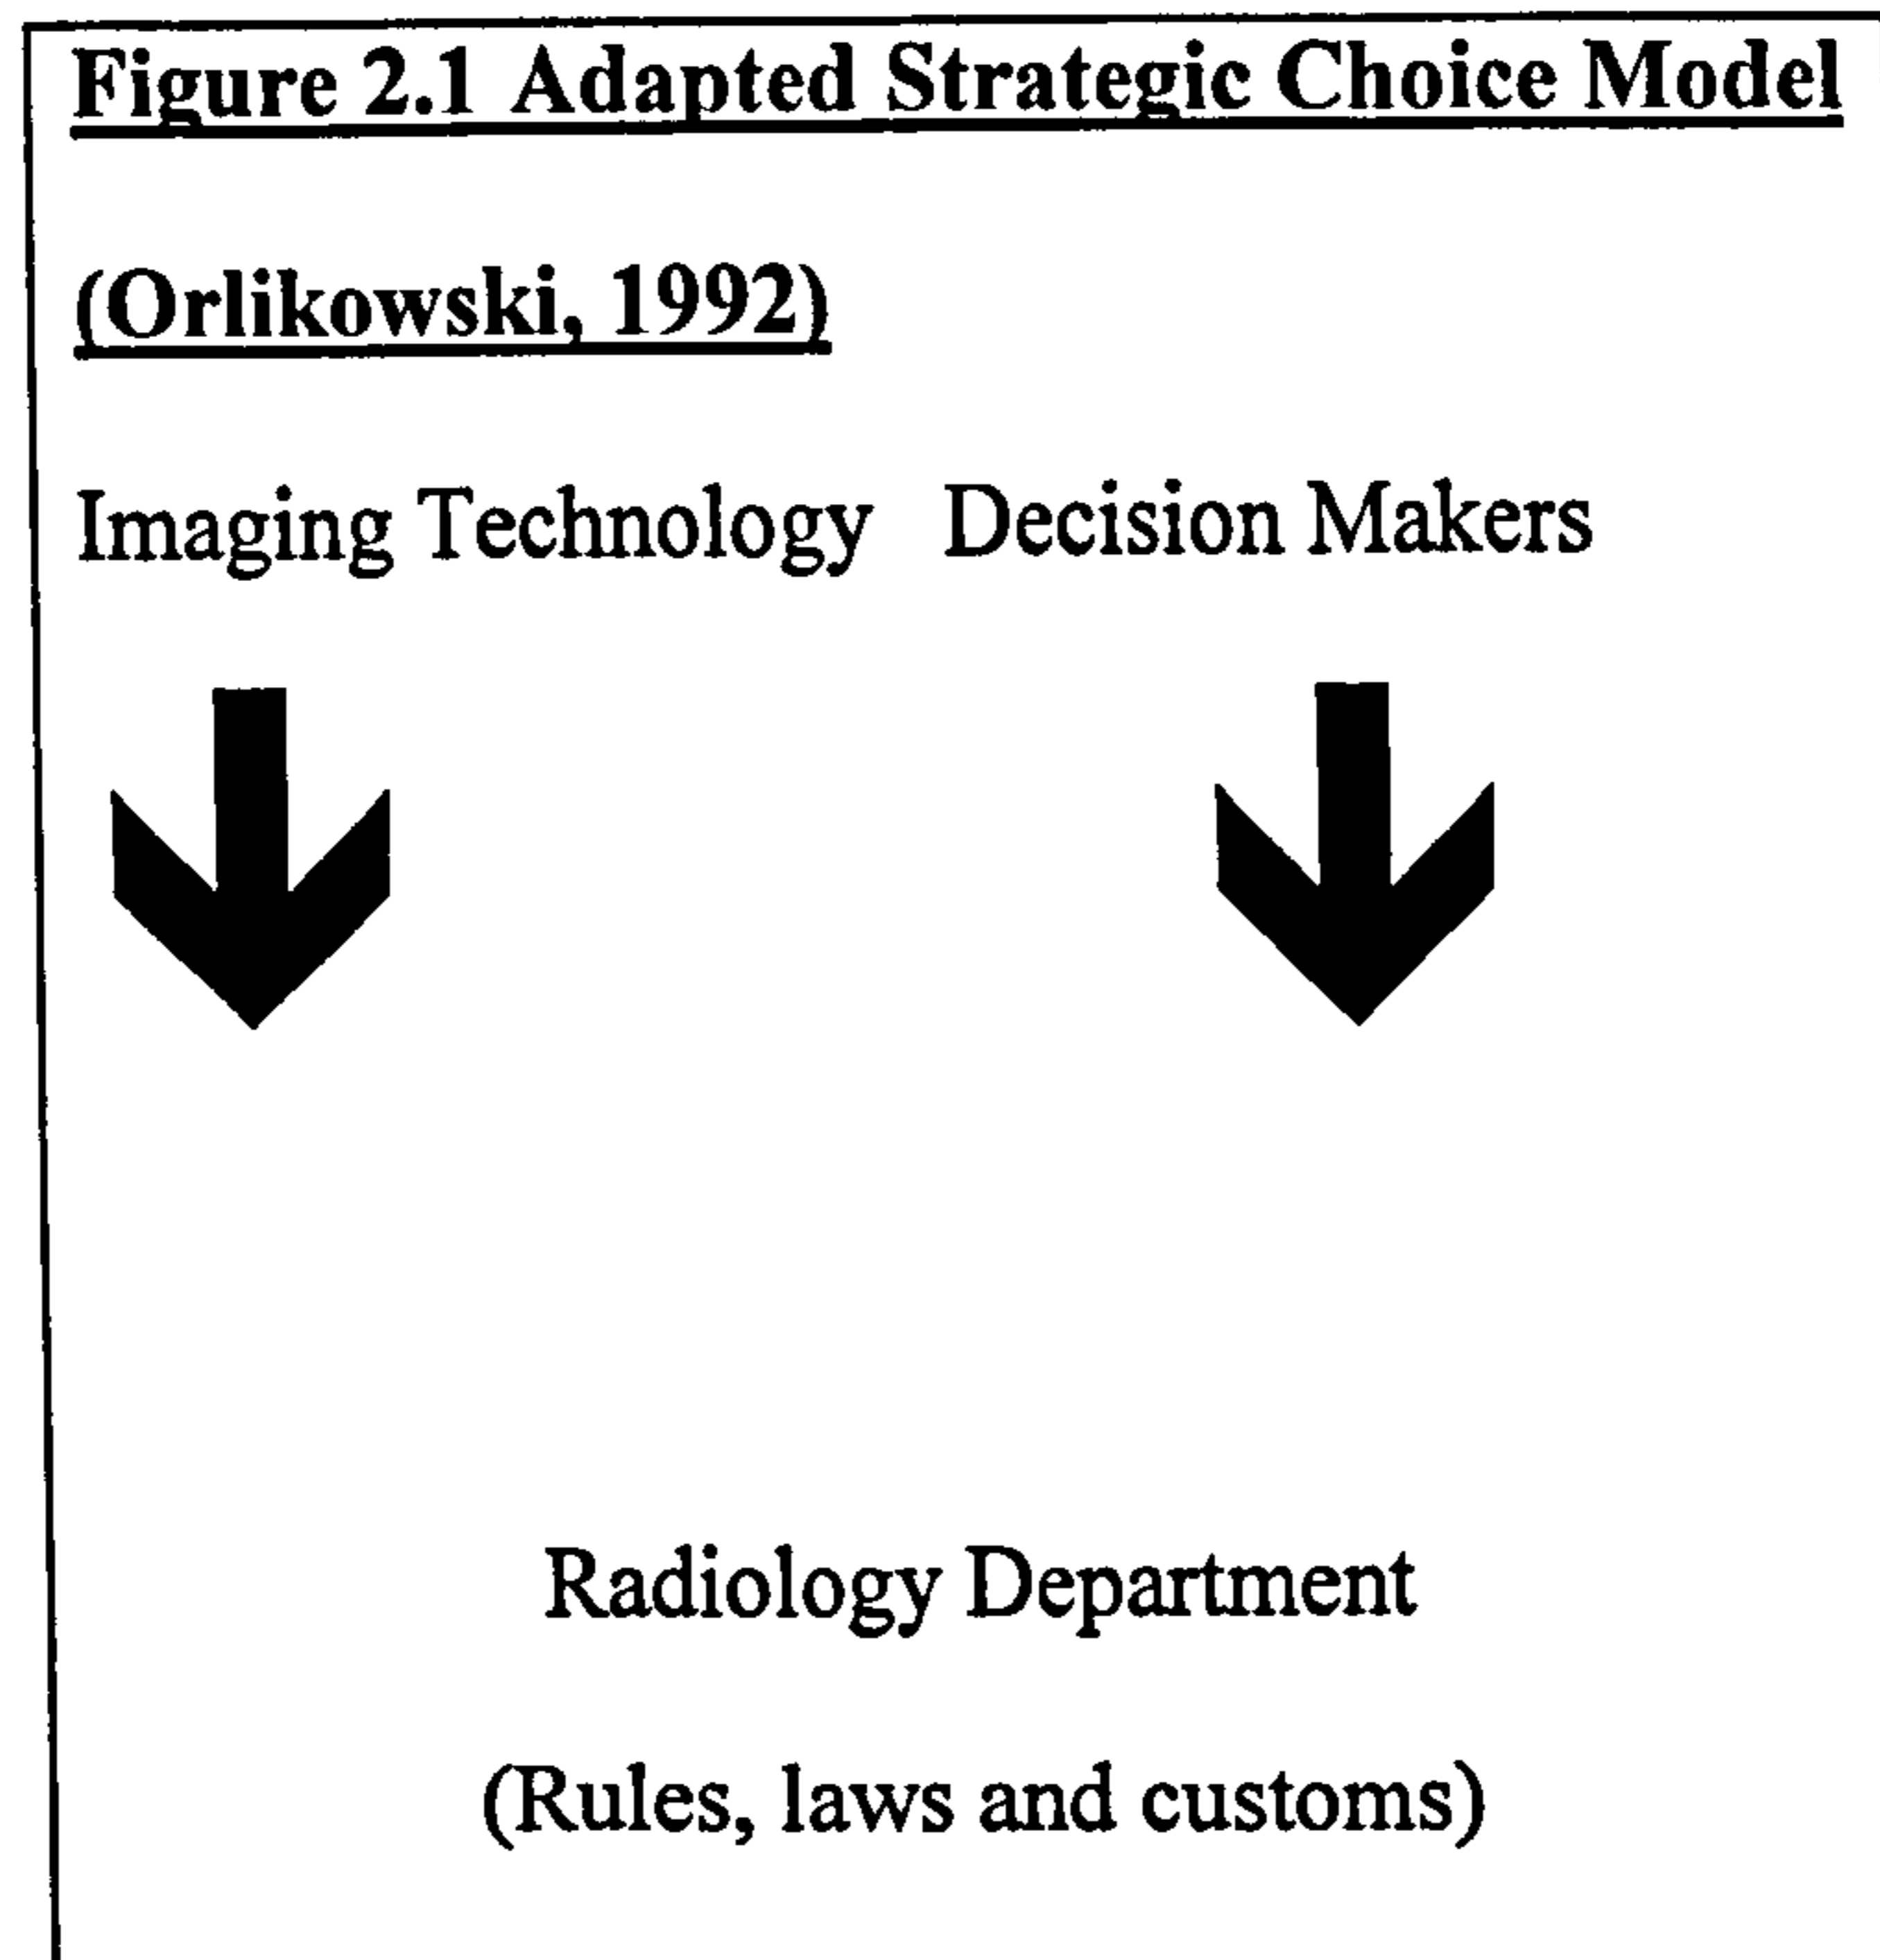 Figure 2.1 Adapted Strategic Choice Model
(Orlikowski, 1992)
Imaging Technology Decision Makers
Radiology Department
(Rules, laws and customs)